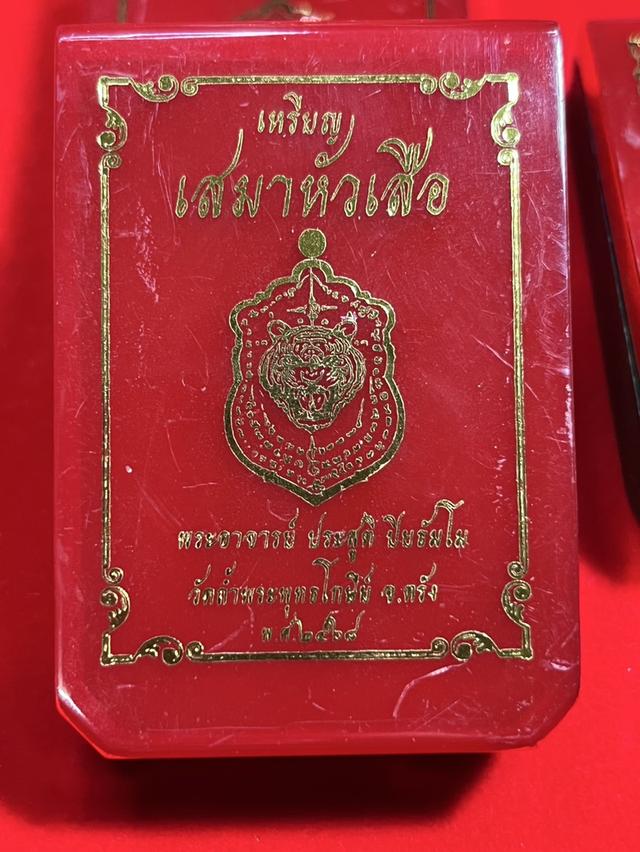 เหรียญ
เสมาหัวเสือ
พระอาจารย์ ประสูติ ปิยธัมโม
วัดถ้ำพระพุทธโกษีย์ จ.ตรัง
พ.ศ.๒๕๖๘